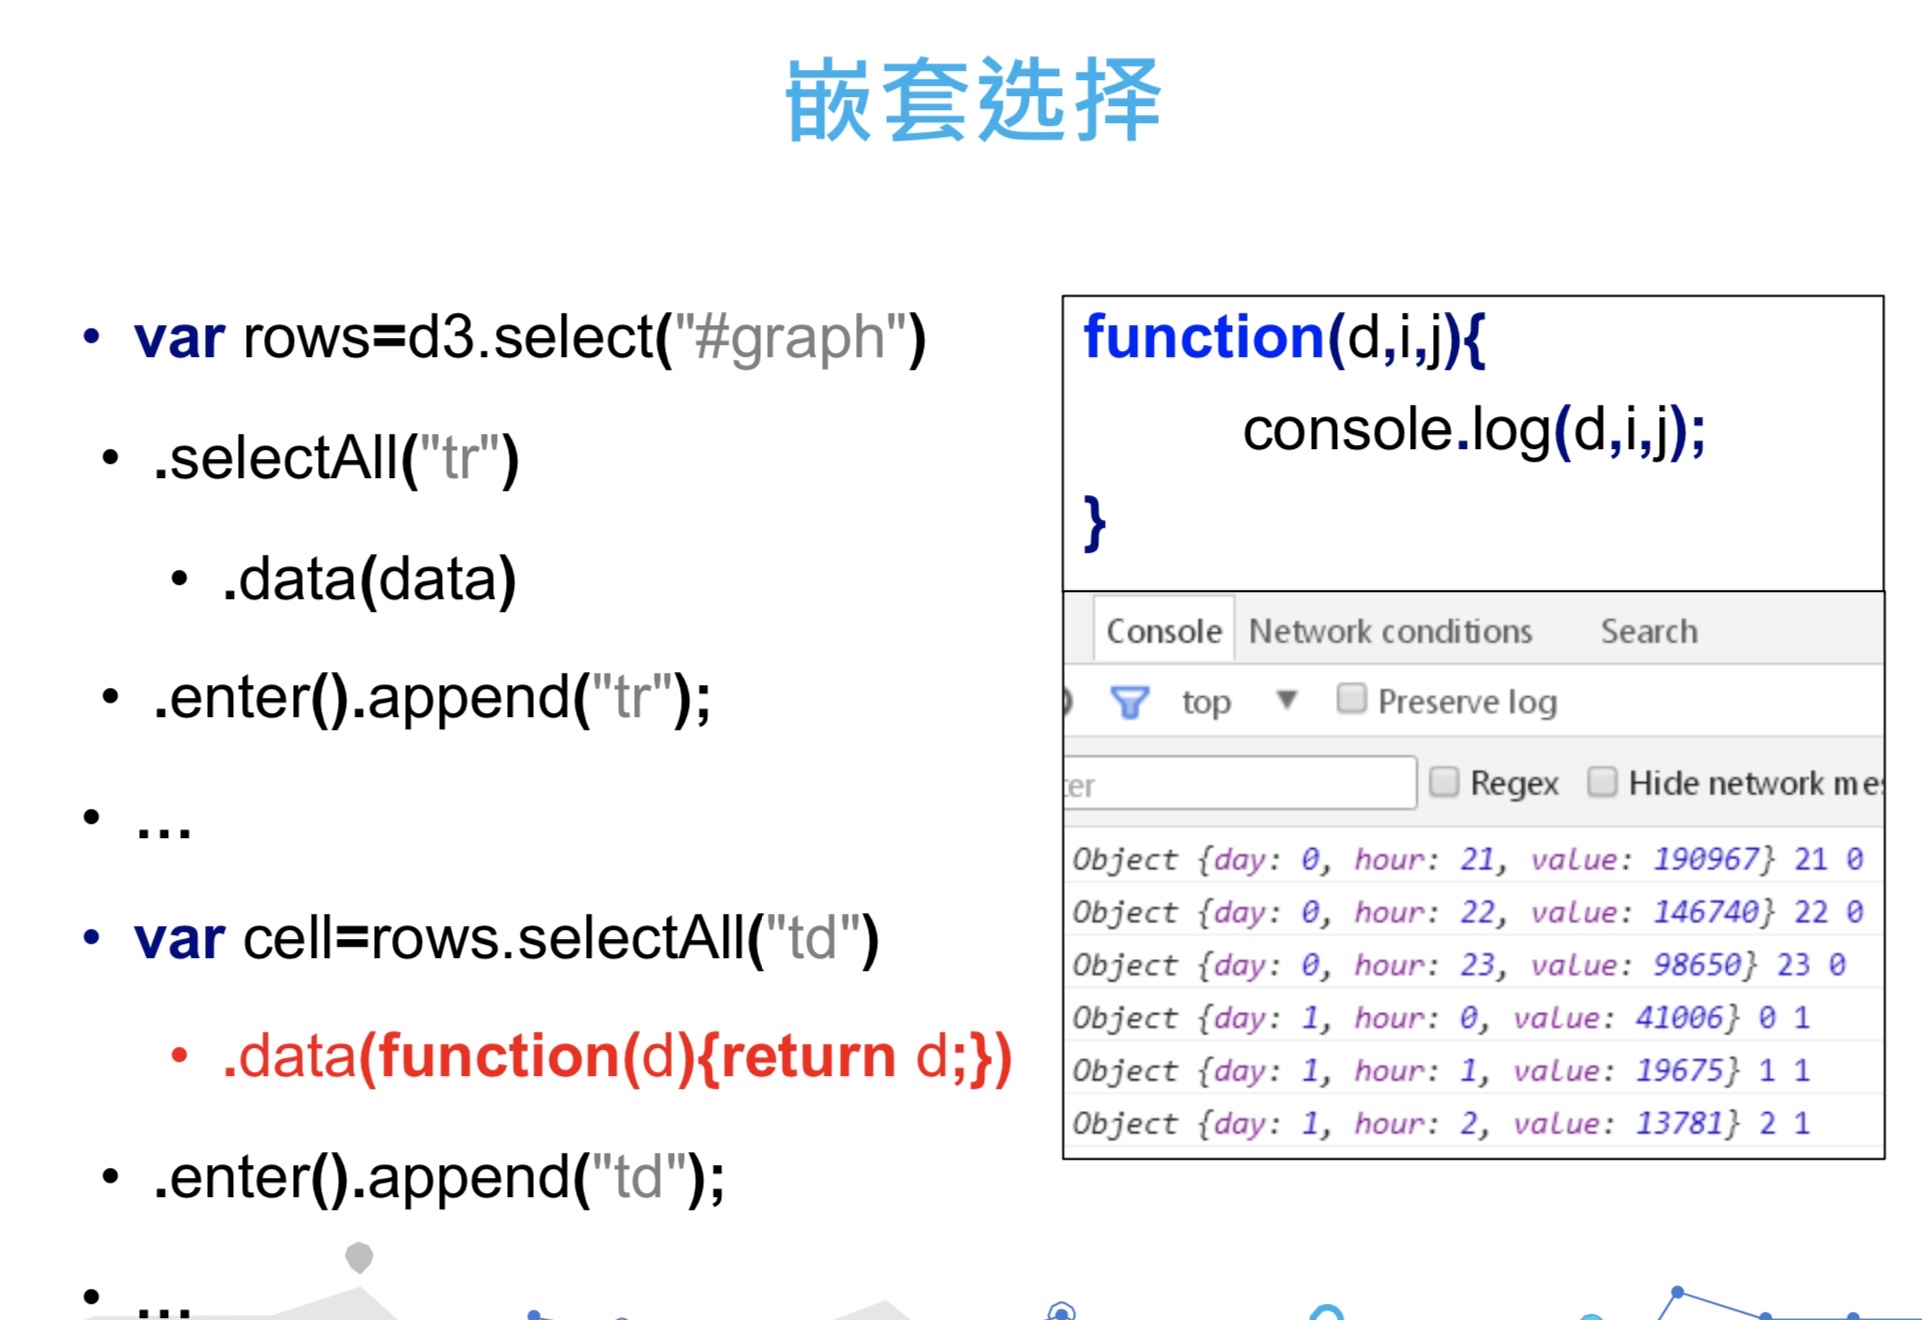 嵌套选择
• var rows=d3.select("#graph")
• .selectAll("tr")
• .data(data)
• .enter().append("tr");
• ...
• var cell=rows.selectAll("td")
• .data(function(d){return d;})
• .enter().append("td");
• ...
function(d,i,j){
console.log(d,i,j);
}
Console Network conditions Search
top ▼ Preserve log
Regex Hide network
Object {day: 0, hour: 21, value: 190967} 21 0
Object {day: 0, hour: 22, value: 146740} 22 0
Object {day: 0, hour: 23, value: 98650} 23 0
Object {day: 1, hour: 0, value: 41006} 0 1
Object {day: 1, hour: 1, value: 19675} 1 1
Object {day: 1, hour: 2, value: 13781} 2 1